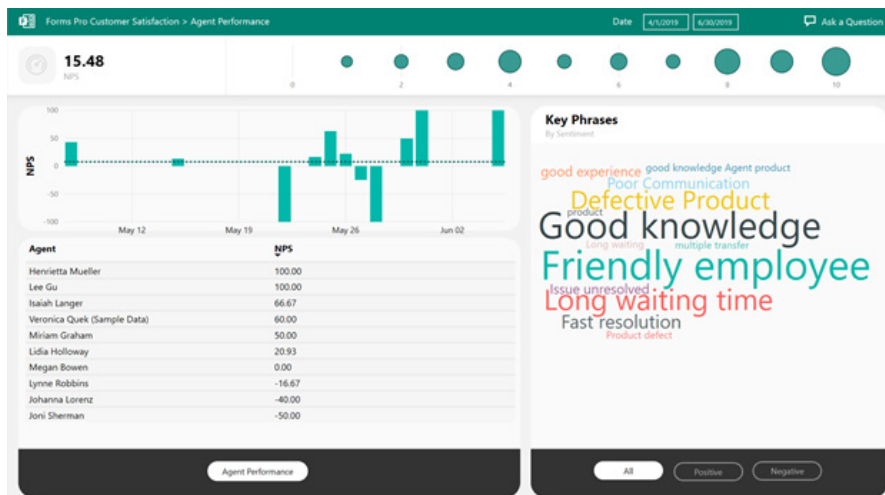 Forms Pro Customer Satisfaction > Agent Performance
Date 4/1/2019 6/30/2019
Ask a Question
15.48
NPS
0 2 4 6 8 10
100
50
0
-50
-100
NPS
May 12 May 19 May 26 Jun 02
Agent NPS
Henrietta Mueller 100.00
Lee Gu 100.00
Isaiah Langer 66.67
Veronica Quek (Sample Data) 60.00
Miriam Graham 50.00
Lidia Holloway 20.93
Megan Bowen 0.00
Lynne Robbins -16.67
Johanna Lorenz -40.00
Joni Sherman -50.00
Agent Performance
Key Phrases
By Sentiment
good experience
good knowledge Agent product
Poor Communication
Defective Product
product
Good knowledge
Long waiting
multiple transfer
Friendly employee
Issue unresolved
Long waiting time
Fast resolution
Product defect
All Positive Negative